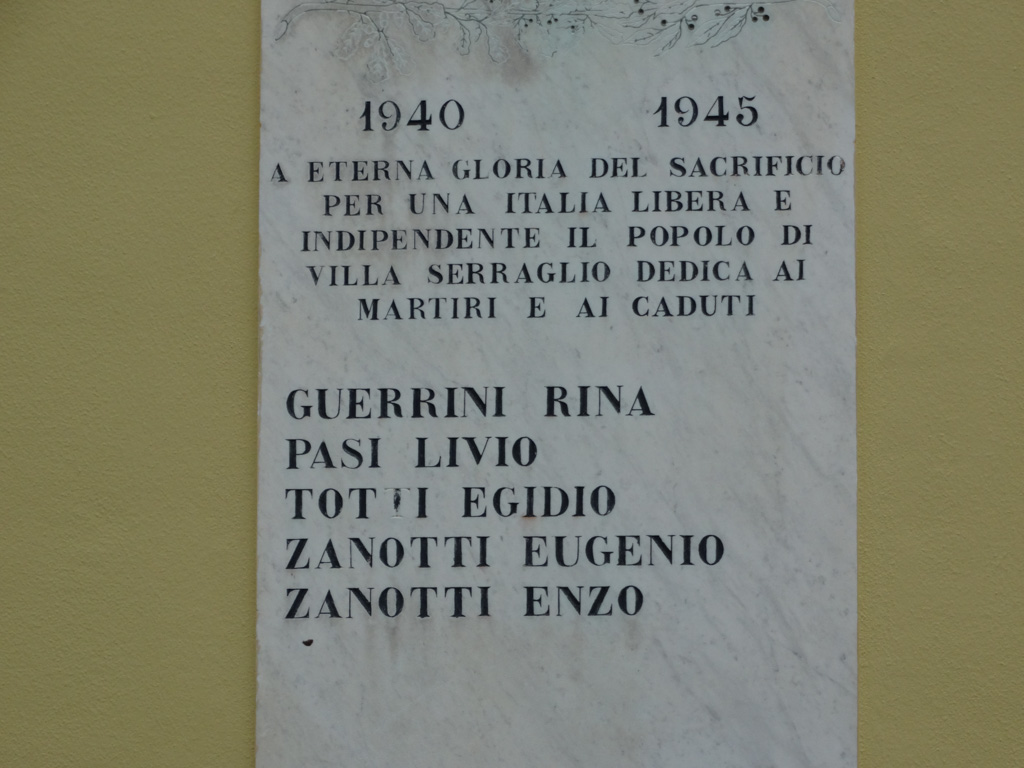 1940 1945
A ETERNA GLORIA DEL SACRIFICIO
PER UNA ITALIA LIBERA E
INDIPENDENTE IL POPOLO DI
VILLA SERRAGLIO DEDICA AI
MARTIRI E AI CADUTI
GUERRINI RINA
PASI LIVIO
TOTTI EGIDIO
ZANOTTI EUGENIO
ZANOTTI ENZO